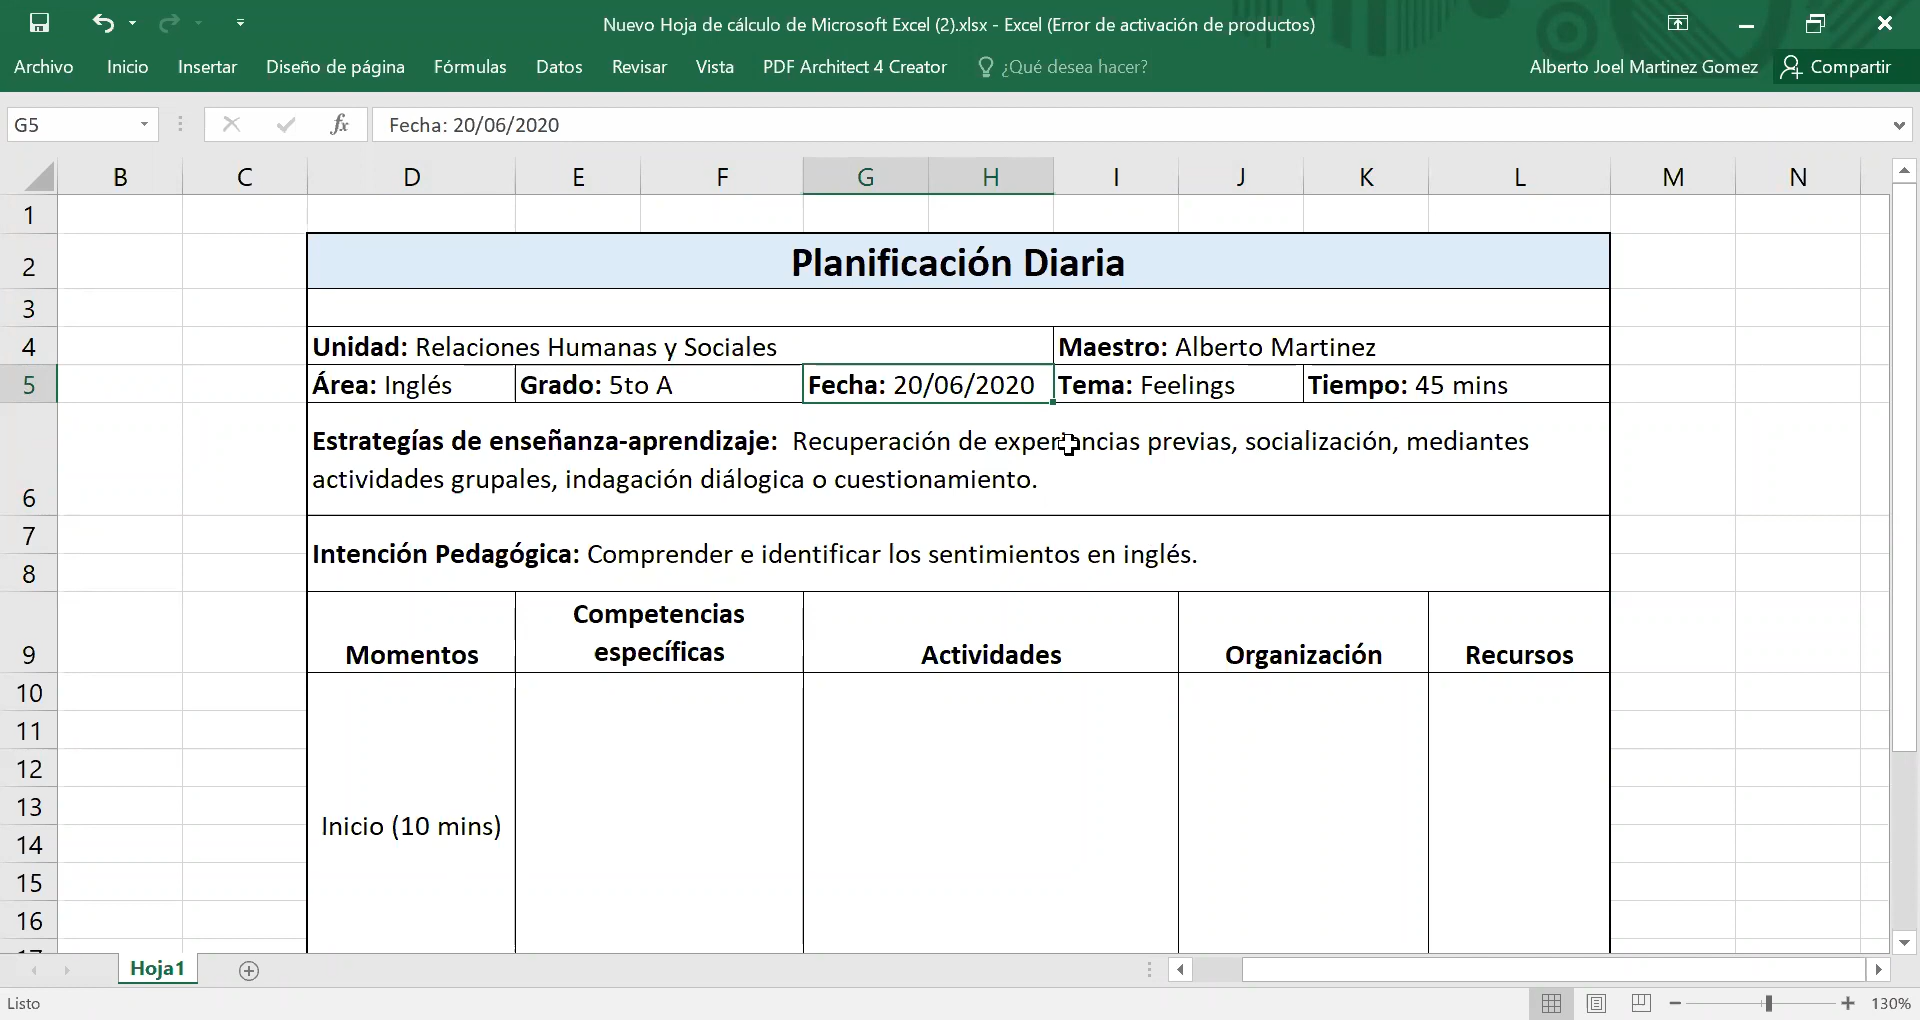 Nuevo Hoja de cálculo de Microsoft Excel (2).xlsx - Excel (Error de activación de productos)
Archivo Inicio Insertar Diseño de página Fórmulas Datos Revisar Vista PDF Architect 4 Creator ¿Qué desea hacer? Alberto Joel Martinez Gomez Compartir
G5 fx Fecha: 20/06/2020
B C D E F G H I J K L M N
1
2 Planificación Diaria
3
4 Unidad: Relaciones Humanas y Sociales Maestro: Alberto Martinez
5 Área: Inglés Grado: 5to A Fecha: 20/06/2020 Tema: Feelings Tiempo: 45 mins
Estrategías de enseñanza-aprendizaje: Recuperación de experiancias previas, socialización, mediantes
actividades grupales, indagación diálogica o cuestionamiento.
6
7
Intención Pedagógica: Comprender e identificar los sentimientos en inglés.
8
Competencias
específicas
9 Momentos Actividades Organización Recursos
10
11
12
13
Inicio (10 mins)
14
15
16
17
Hoja1
Listo 130%